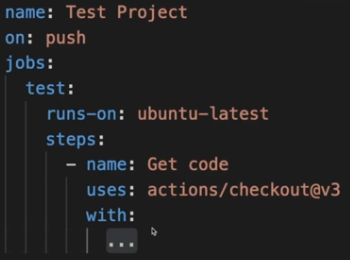 name: Test Project
on: push
jobs:
  test:
    runs-on: ubuntu-latest
    steps:
      - name: Get code
        uses: actions/checkout@v3
        with:
          ...